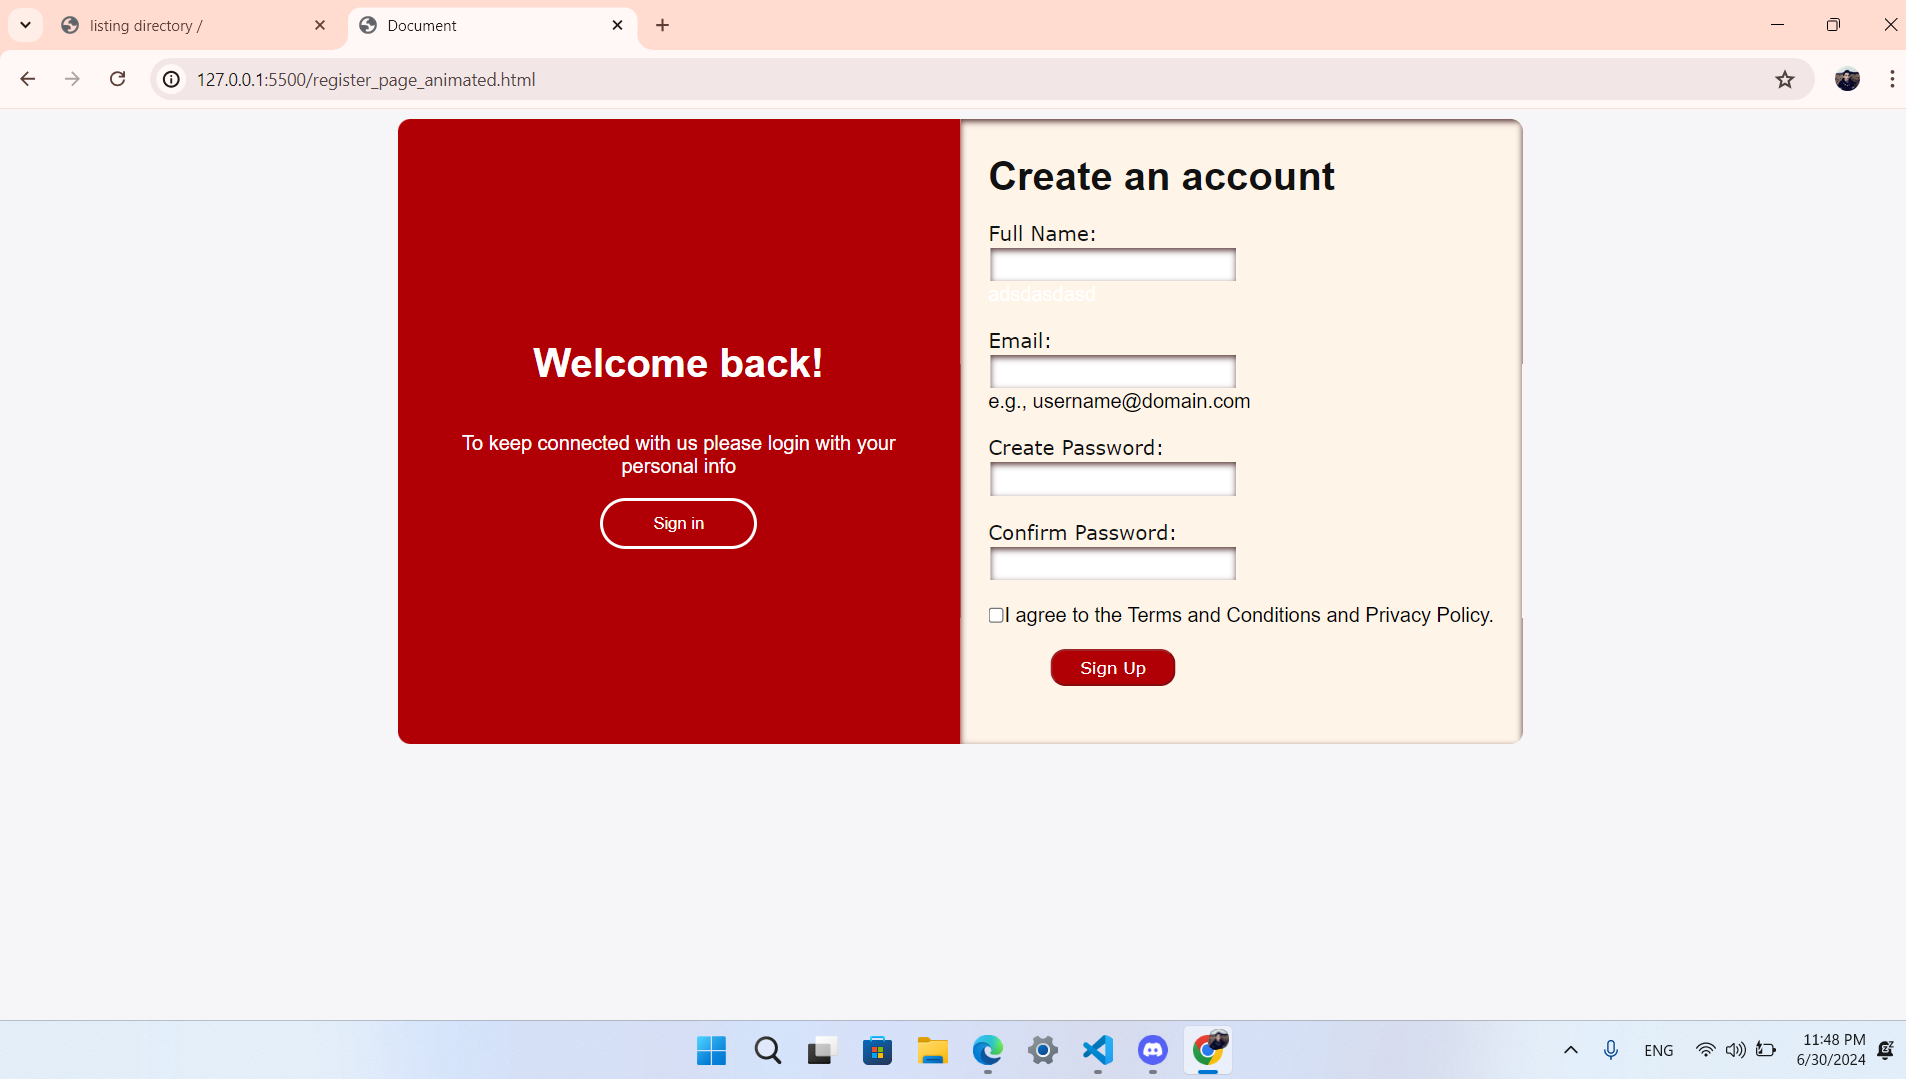 listing directory /
Document
127.0.0.1:5500/register_page_animated.html
Welcome back!
To keep connected with us please login with your
personal info
Sign in
Create an account
Full Name:
adsdasdasd
Email:
e.g., username@domain.com
Create Password:
Confirm Password:
I agree to the Terms and Conditions and Privacy Policy.
Sign Up
ENG
11:48 PM
6/30/2024